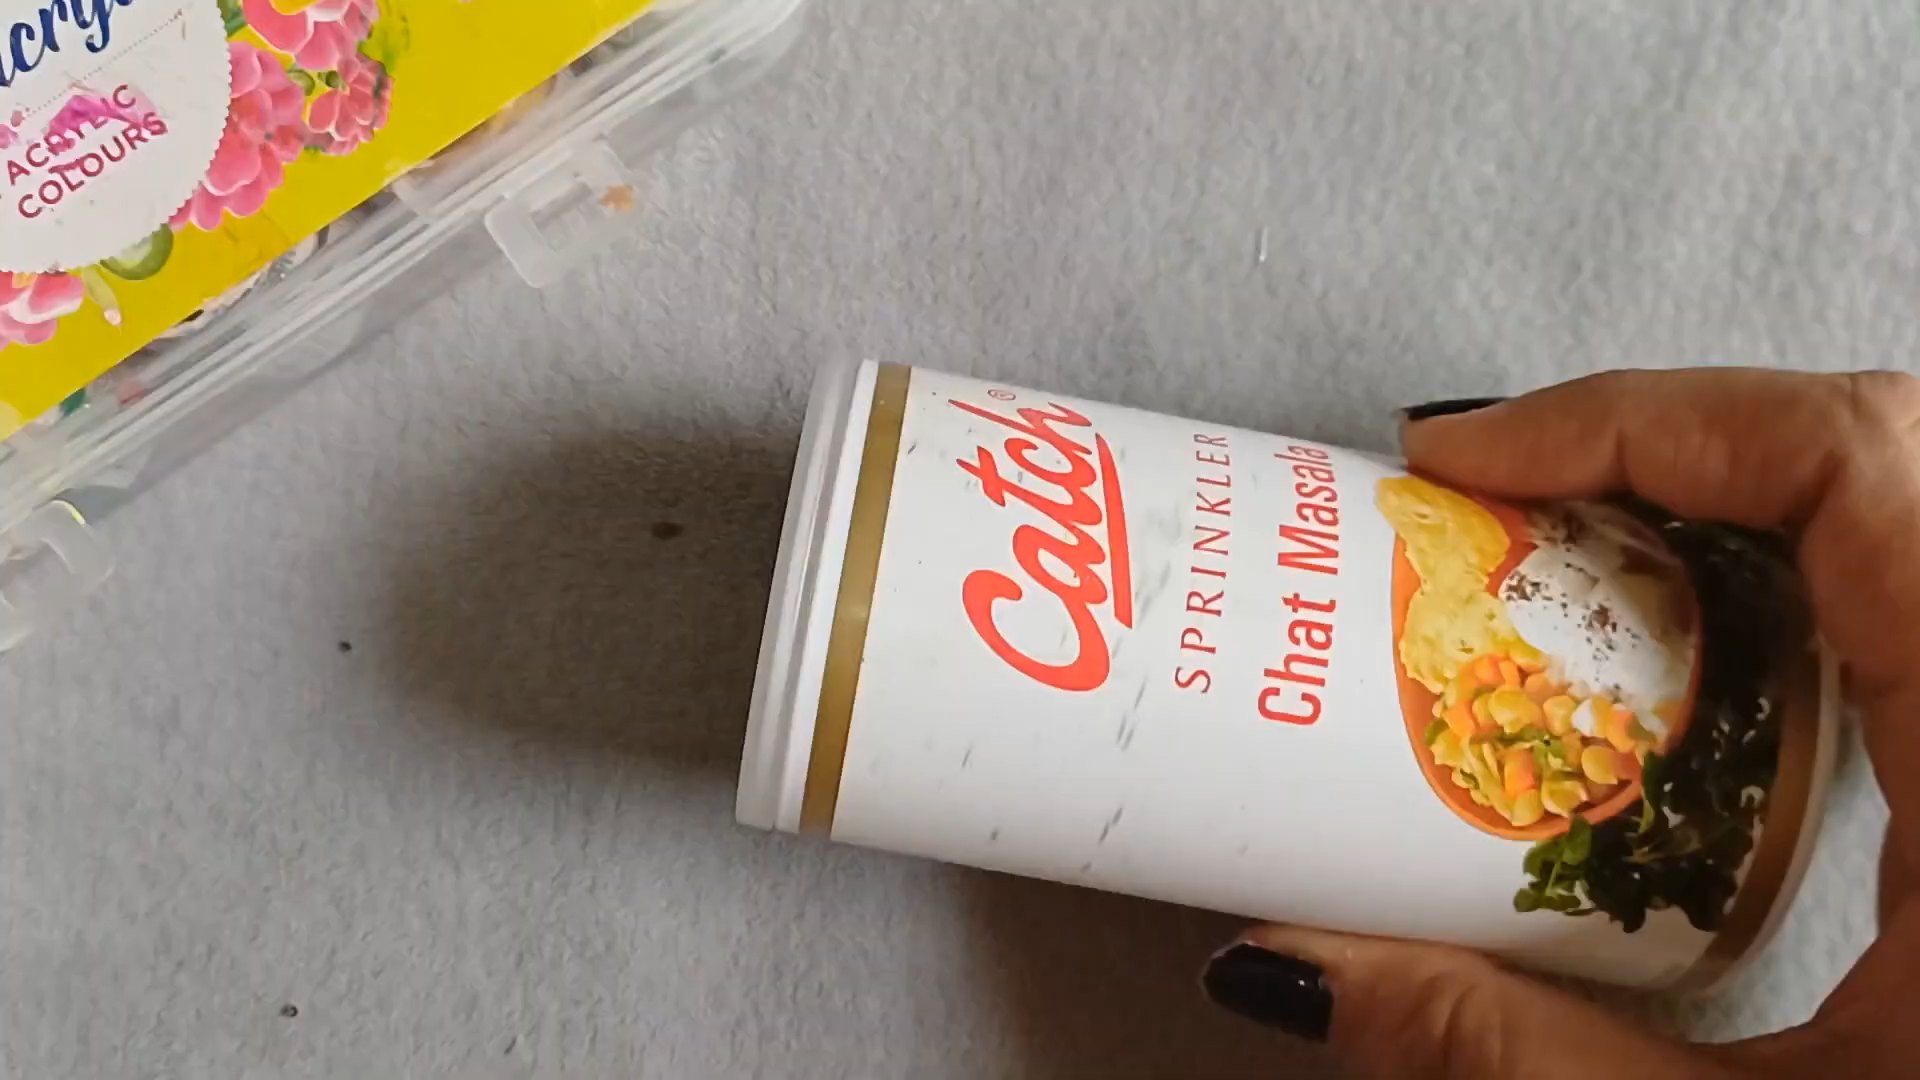 ACRYLIC
COLOURS
Catch®
SPRINKLER
Chat Masala